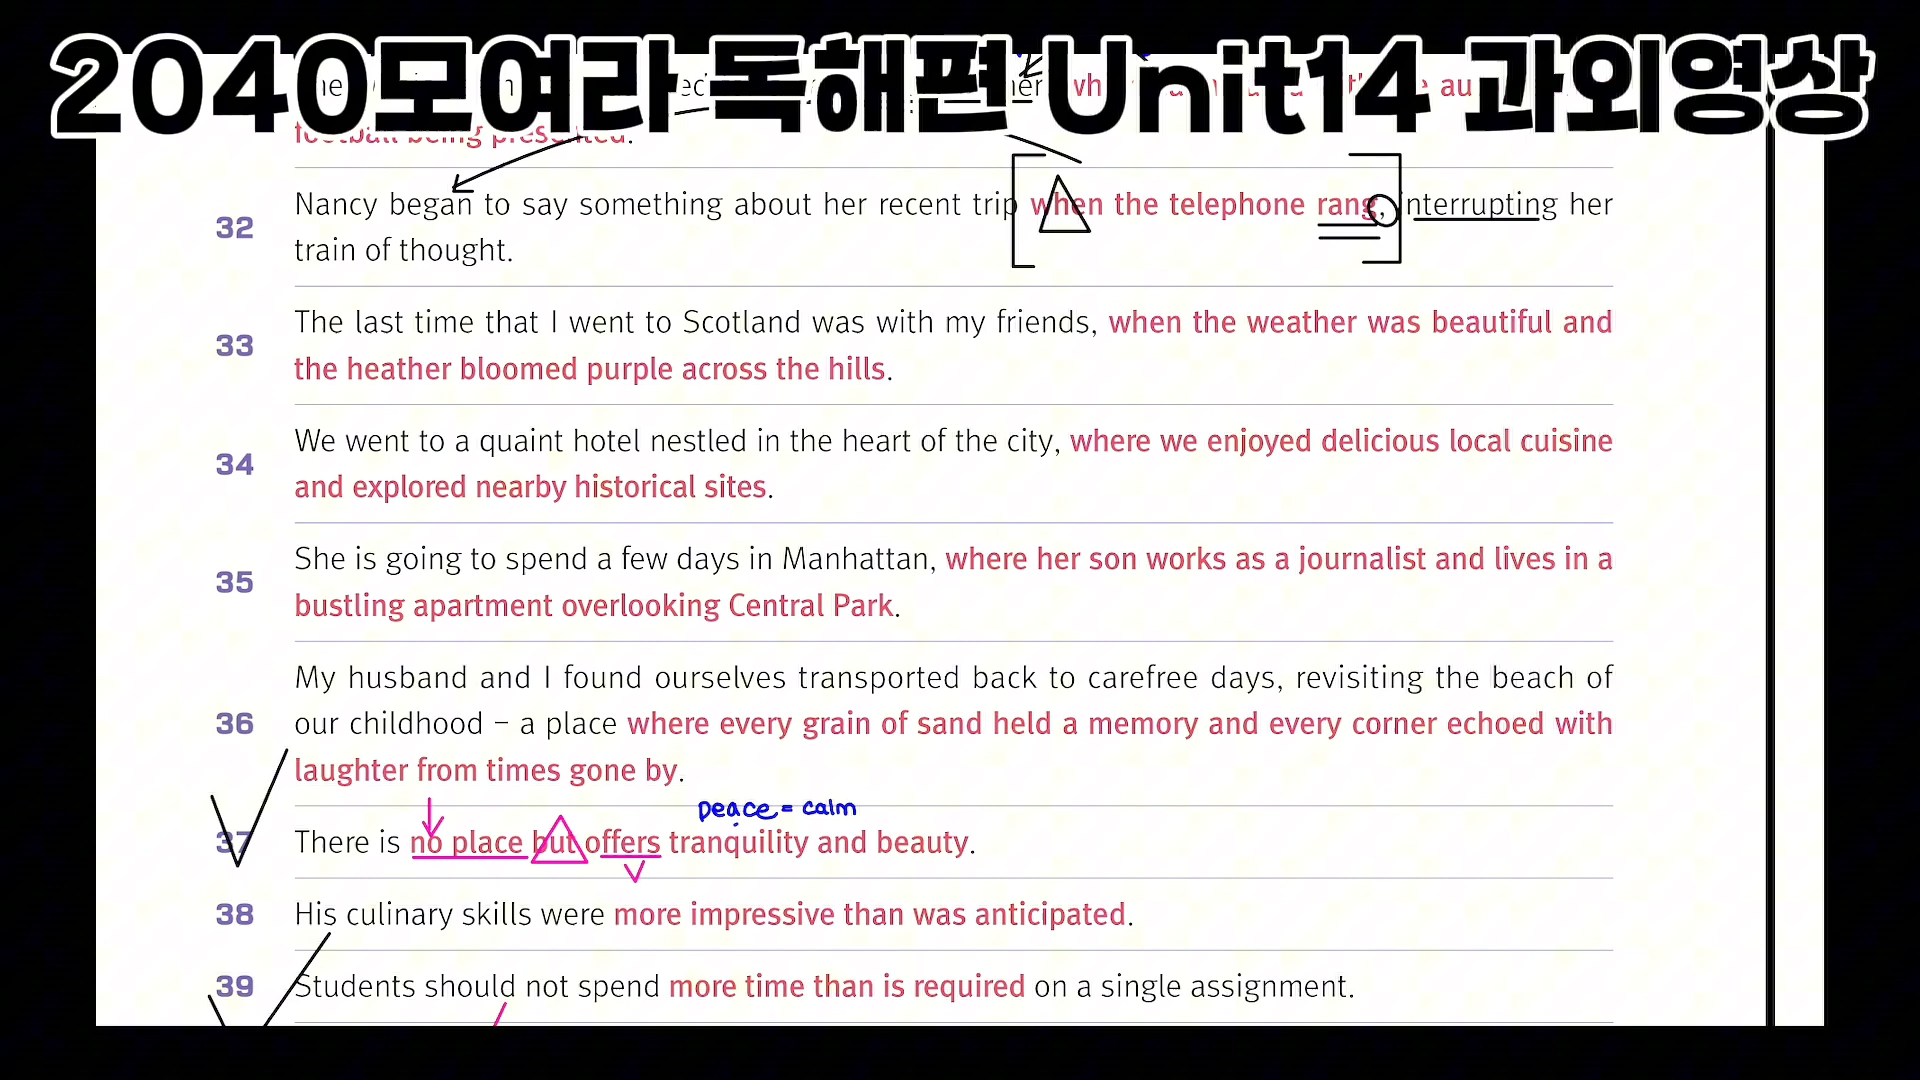 2040모여라 독해편 Unit14 과외영상
football being presented.
32
Nancy began to say something about her recent trip when the telephone rang, interrupting her
train of thought.
33
The last time that I went to Scotland was with my friends, when the weather was beautiful and
the heather bloomed purple across the hills.
34
We went to a quaint hotel nestled in the heart of the city, where we enjoyed delicious local cuisine
and explored nearby historical sites.
35
She is going to spend a few days in Manhattan, where her son works as a journalist and lives in a
bustling apartment overlooking Central Park.
36
My husband and I found ourselves transported back to carefree days, revisiting the beach of
our childhood – a place where every grain of sand held a memory and every corner echoed with
laughter from times gone by.
peace = calm
37
There is no place but offers tranquility and beauty.
38
His culinary skills were more impressive than was anticipated.
39
Students should not spend more time than is required on a single assignment.